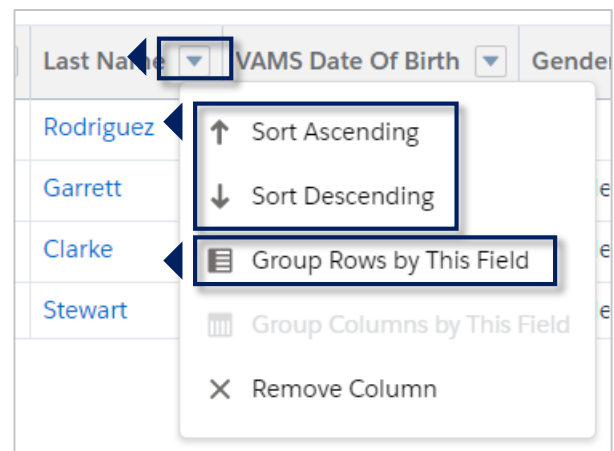 Last Name VAMS Date Of Birth Gende
Rodriguez
Sort Ascending
Garrett
Sort Descending
e
Clarke
Group Rows by This Field
e
Stewart
Group Columns by This Field
e
Remove Column